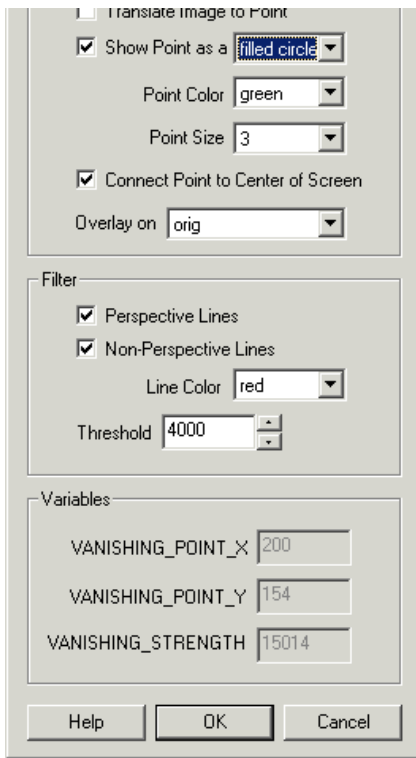 Translate Image to Point
Show Point as a filled circle
Point Color green
Point Size 3
Connect Point to Center of Screen
Overlay on orig
Filter
Perspective Lines
Non-Perspective Lines
Line Color red
Threshold 4000
Variables
VANISHING_POINT_X 200
VANISHING_POINT_Y 154
VANISHING_STRENGTH 15014
Help OK Cancel